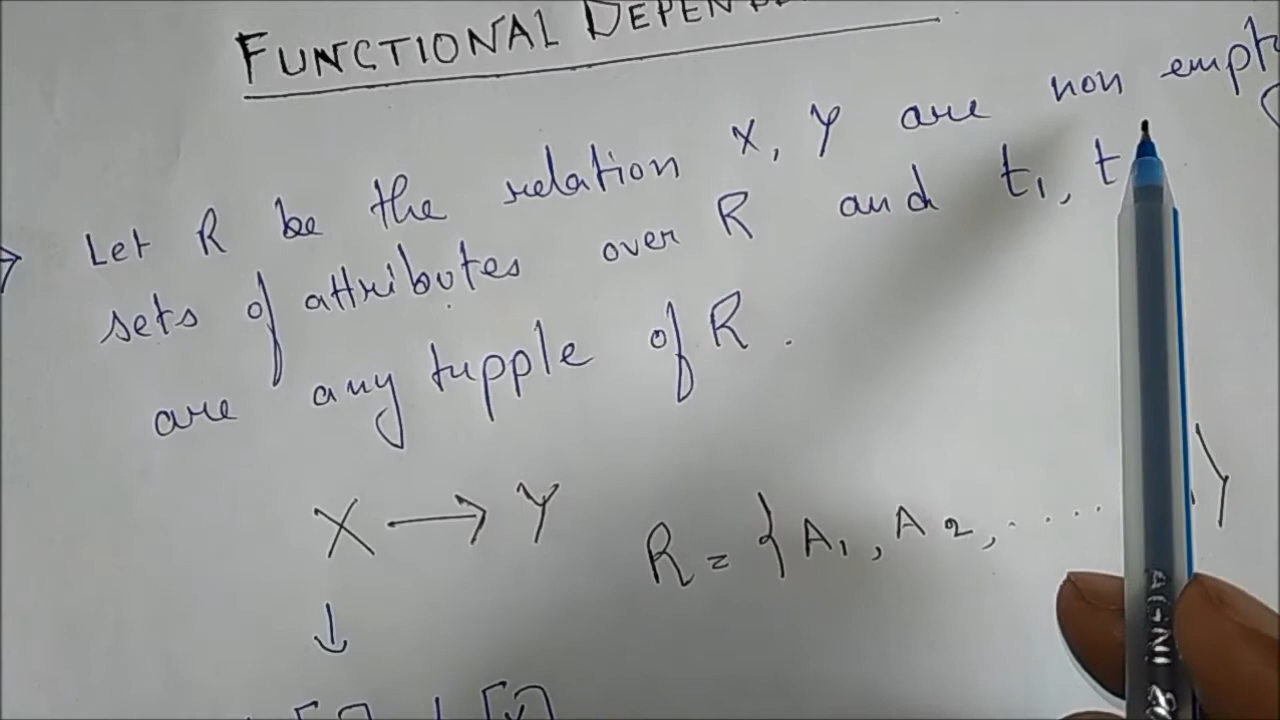 FUNCTIONAL
Let R be the relation X, Y are non
sets of attributes over R and t₁, t
are any tupple of R.
X → Y
R = {A₁, A₂, ..... }
↓